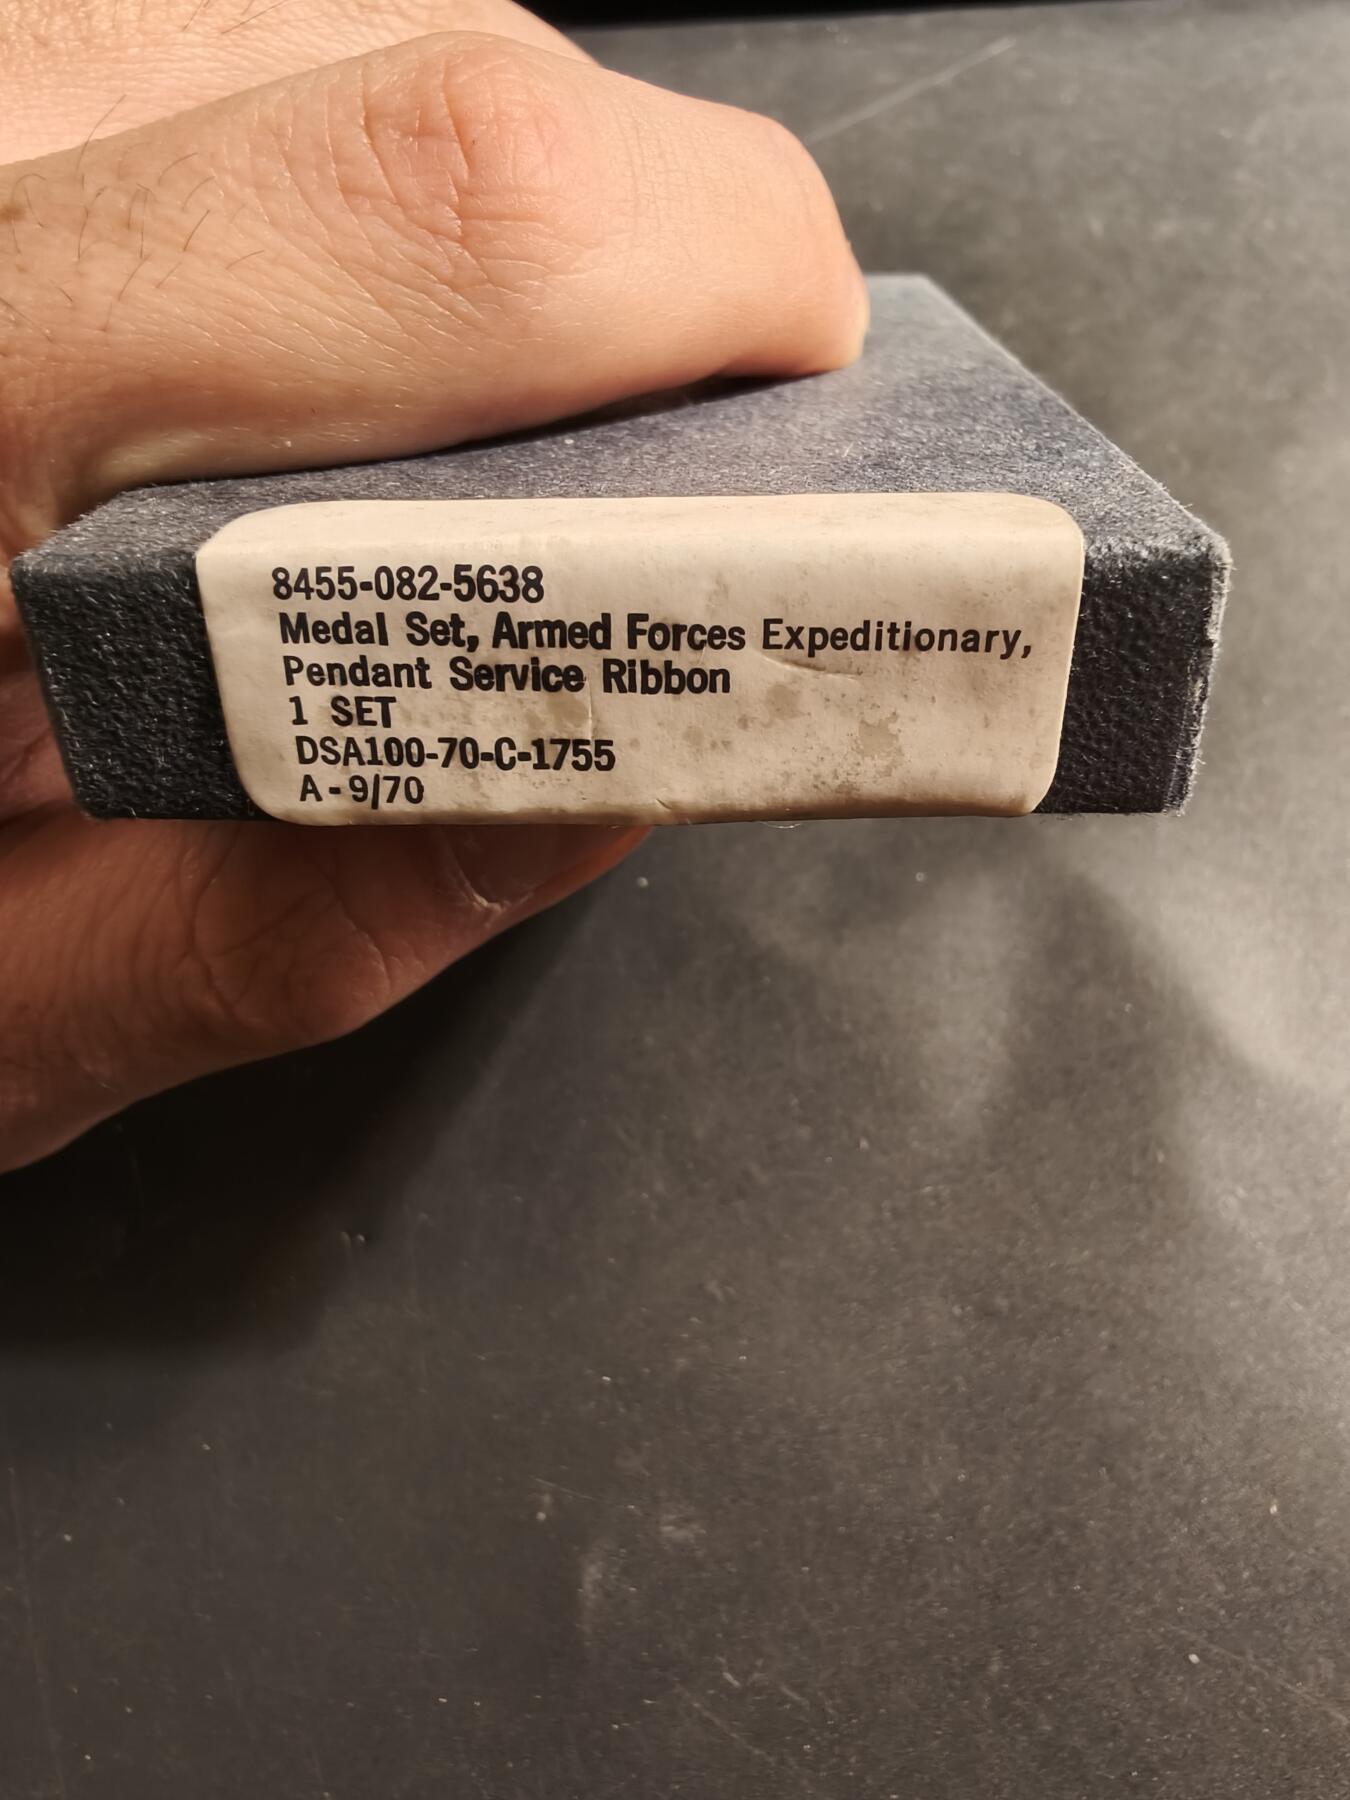 8455-082-5638
Medal Set, Armed Forces Expeditionary,
Pendant Service Ribbon
1 SET
DSA100-70-C-1755
A-9/70